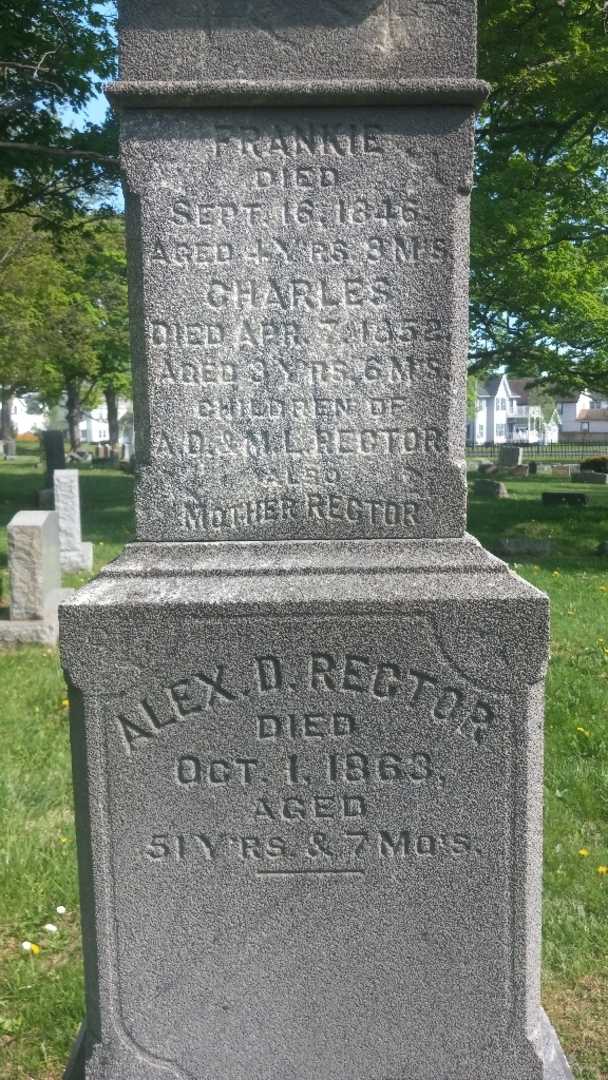 FRANKIE
DIED
SEPT. 16, 1846.
AGED 4 Y'RS. 3 M'S.
CHARLES
DIED APR. 7, 1852.
AGED 3 Y'RS. 6 M'S.
CHILDREN OF
A. D. & M. L. RECTOR.
ALSO
MOTHER RECTOR
ALEX. D. RECTOR.
DIED
OCT. 1, 1863,
AGED
51 Y'RS. & 7 MO'S.